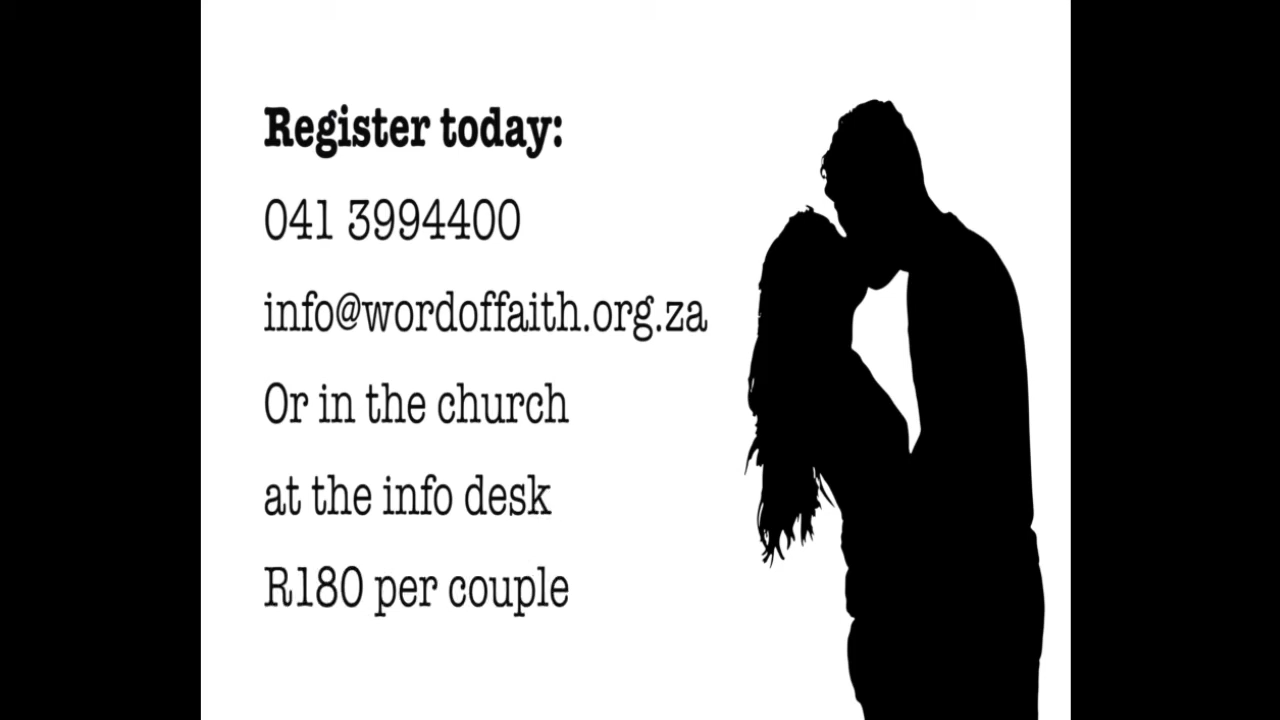 Register today:
041 3994400
info@wordoffaith.org.za
Or in the church
at the info desk
R180 per couple